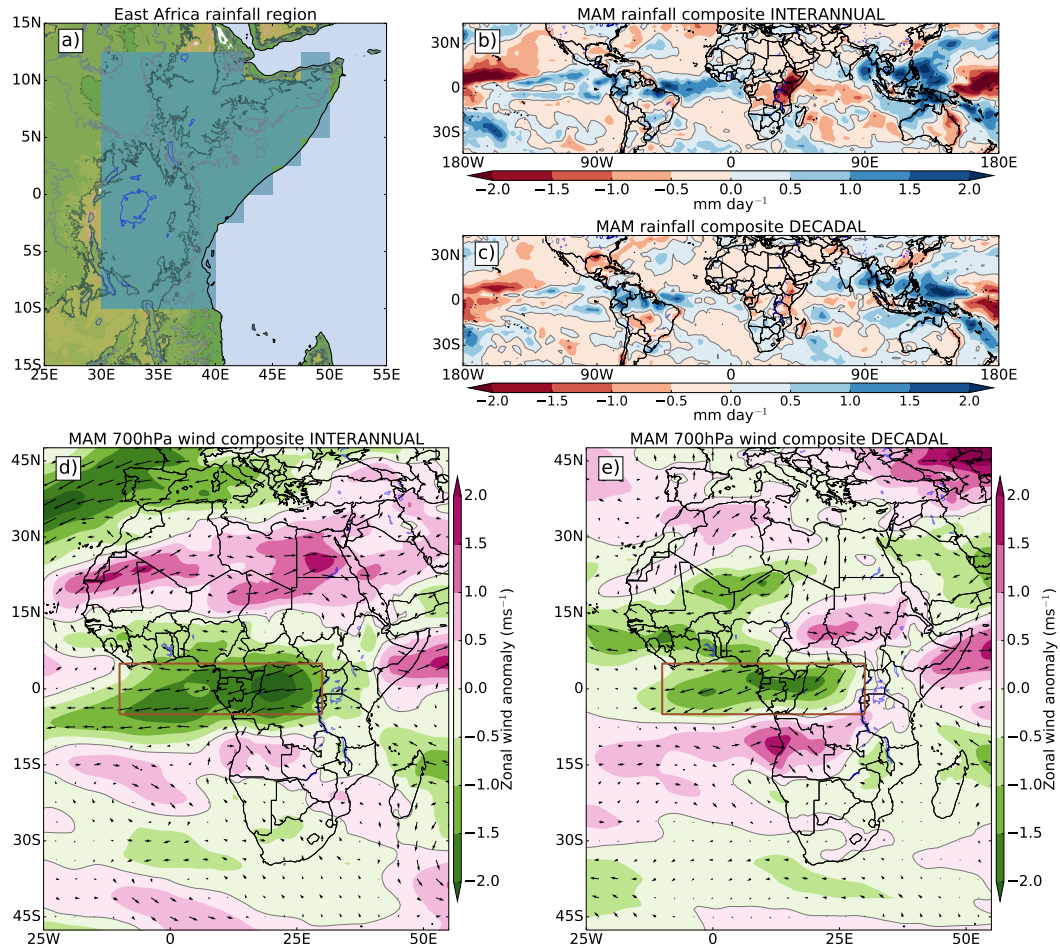 East Africa rainfall region
a)
15N
10N
5N
0
5S
10S
15S
25E 30E 35E 40E 45E 50E 55E
MAM rainfall composite INTERANNUAL
b)
30N
0
30S
180W 90W 0 90E 180E
−2.0 −1.5 −1.0 −0.5 0.0 0.5 1.0 1.5 2.0
mm day⁻¹
MAM rainfall composite DECADAL
c)
30N
0
30S
180W 90W 0 90E 180E
−2.0 −1.5 −1.0 −0.5 0.0 0.5 1.0 1.5 2.0
mm day⁻¹
MAM 700hPa wind composite INTERANNUAL
d)
45N
30N
15N
0
15S
30S
45S
0 25E 50E
2.0
1.5
1.0
0.5
0.0
−0.5
−1.0
−1.5
−2.0
Zonal wind anomaly (ms⁻¹)
MAM 700hPa wind composite DECADAL
e)
45N
30N
15N
0
15S
30S
45S
0 25E 50E
2.0
1.5
1.0
0.5
0.0
−0.5
−1.0
−1.5
−2.0
Zonal wind anomaly (ms⁻¹)